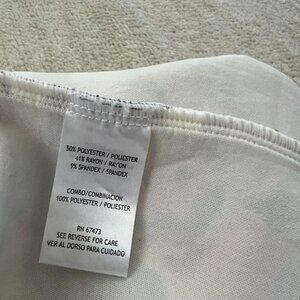 50% POLYESTER / POLIESTER
41% RAYON / RAYON
9% SPANDEX / SPANDEX
COMBO/COMBINACION
100% POLYESTER / POLIESTER
RN 67473
SEE REVERSE FOR CARE
VER AL DORSO PARA CUIDADO